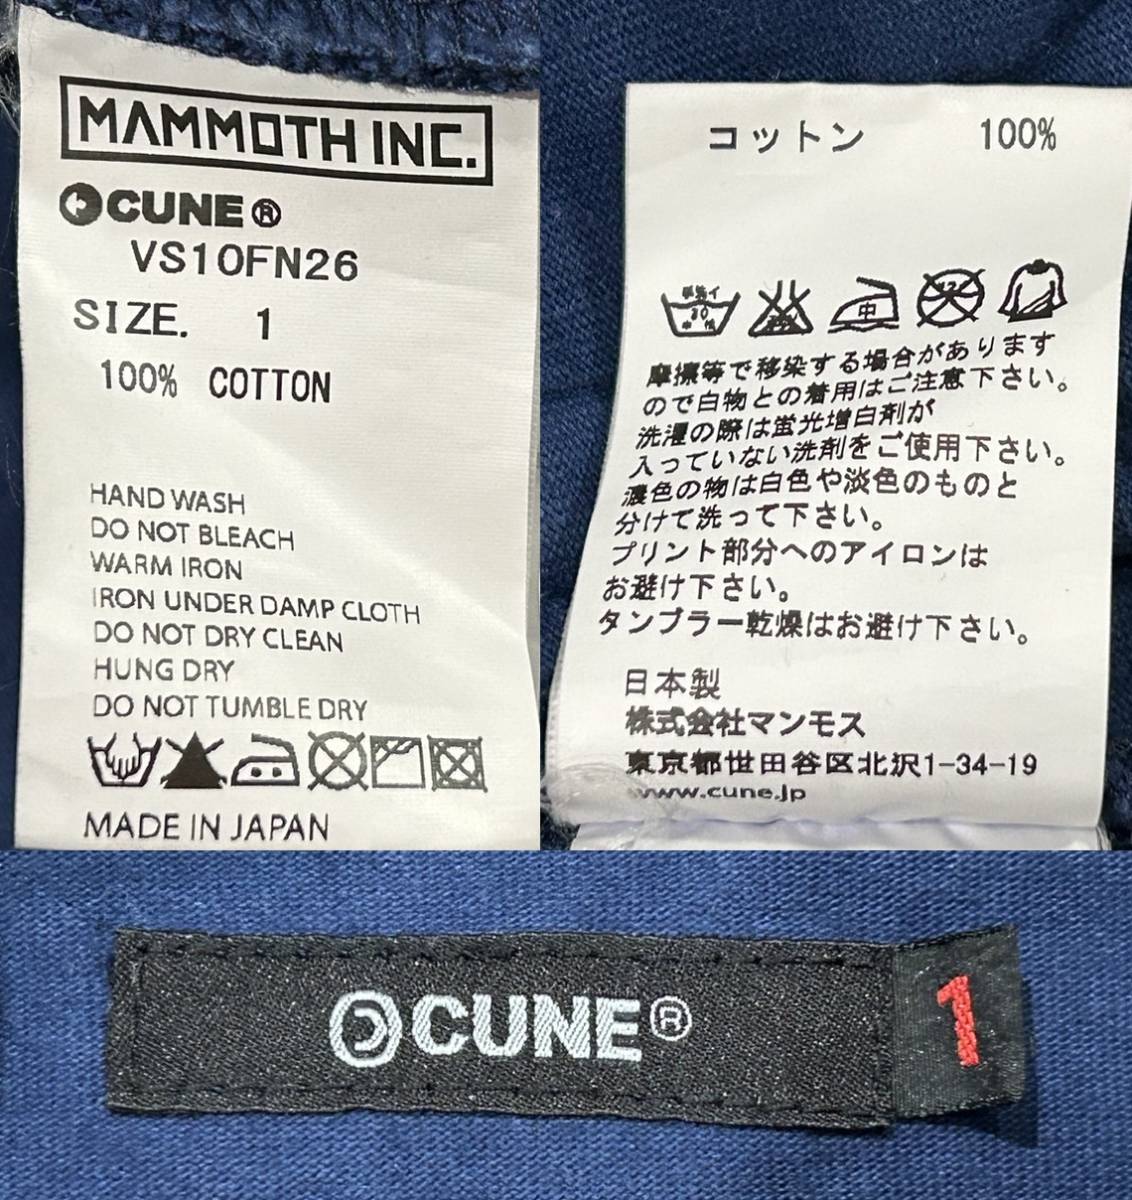 MAMMOTH INC.
CUNE®
VS10FN26
SIZE. 1
100% COTTON
HAND WASH
DO NOT BLEACH
WARM IRON
IRON UNDER DAMP CLOTH
DO NOT DRY CLEAN
HUNG DRY
DO NOT TUMBLE DRY
MADE IN JAPAN
コットン 100%
手洗イ
30
中性
中
摩擦等で移染する場合があります
ので白物との着用はご注意下さい。
洗濯の際は蛍光増白剤が
入っていない洗剤をご使用下さい。
濃色の物は白色や淡色のものと
分けて洗って下さい。
プリント部分へのアイロンは
お避け下さい。
タンブラー乾燥はお避け下さい。
日本製
株式会社マンモス
東京都世田谷区北沢1-34-19
www.cune.jp
CUNE®
1